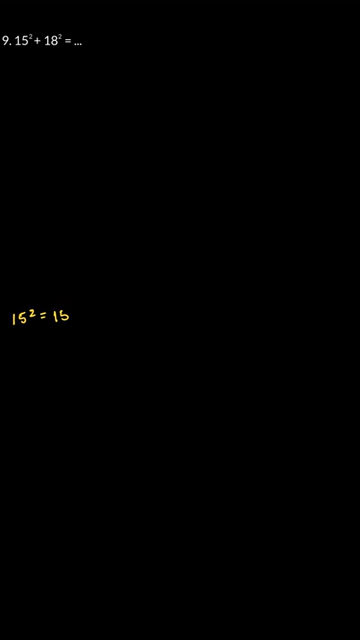 9. 15² + 18² = ...
15² = 15